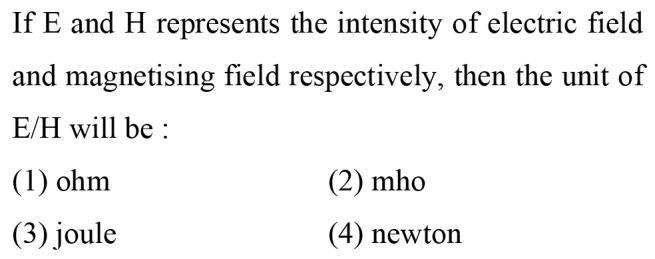 If E and H represents the intensity of electric field
and magnetising field respectively, then the unit of
E/H will be :
(1) ohm (2) mho
(3) joule (4) newton